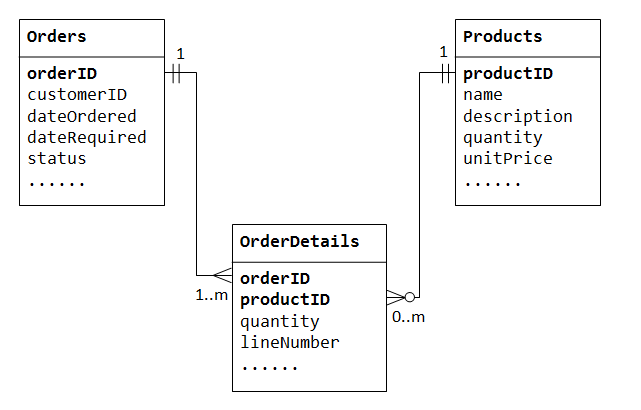 Orders
orderID
customerID
dateOrdered
dateRequired
status
......
1
1
Products
productID
name
description
quantity
unitPrice
......
OrderDetails
orderID
productID
quantity
lineNumber
......
1..m
0..m